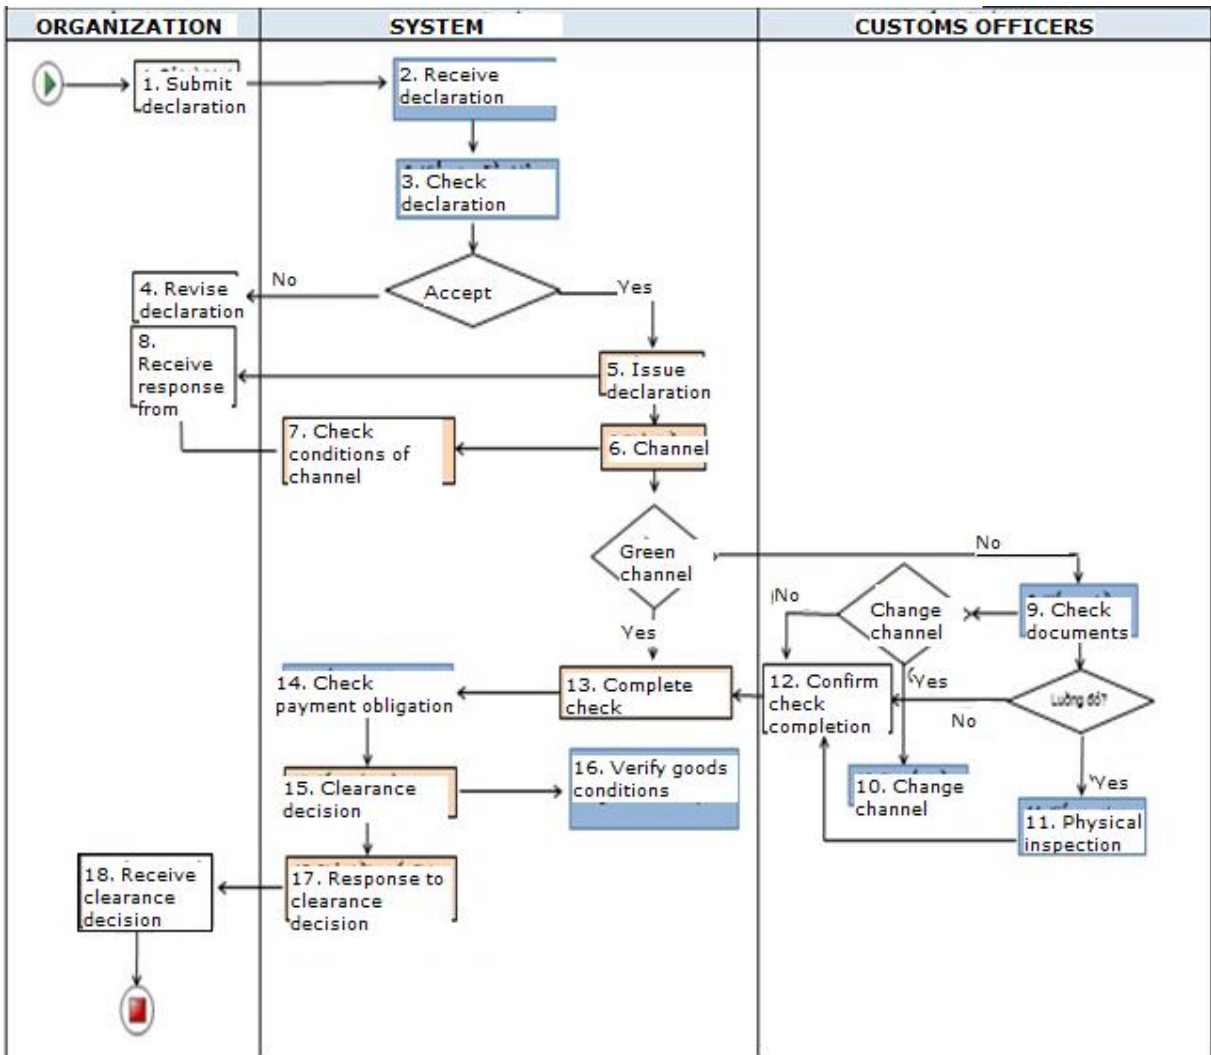 ORGANIZATION
SYSTEM
CUSTOMS OFFICERS
1. Submit
declaration
2. Receive
declaration
3. Check
declaration
Accept
No
Yes
4. Revise
declaration
8.
Receive
response
from
5. Issue
declaration
7. Check
conditions of
channel
6. Channel
Green
channel
No
Yes
9. Check
documents
Change
channel
No
Yes
Luồng đỏ?
No
Yes
12. Confirm
check
completion
13. Complete
check
14. Check
payment obligation
10. Change
channel
11. Physical
inspection
15. Clearance
decision
16. Verify goods
conditions
17. Response to
clearance
decision
18. Receive
clearance
decision